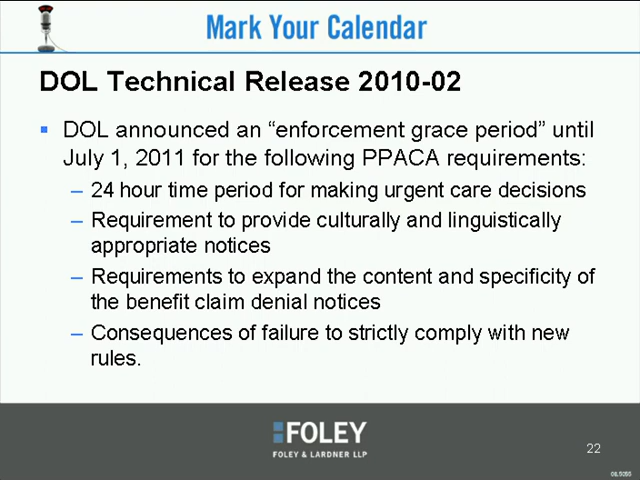 Mark Your Calendar
DOL Technical Release 2010-02
▪ DOL announced an “enforcement grace period” until
July 1, 2011 for the following PPACA requirements:
– 24 hour time period for making urgent care decisions
– Requirement to provide culturally and linguistically
appropriate notices
– Requirements to expand the content and specificity of
the benefit claim denial notices
– Consequences of failure to strictly comply with new
rules.
FOLEY
FOLEY & LARDNER LLP
22